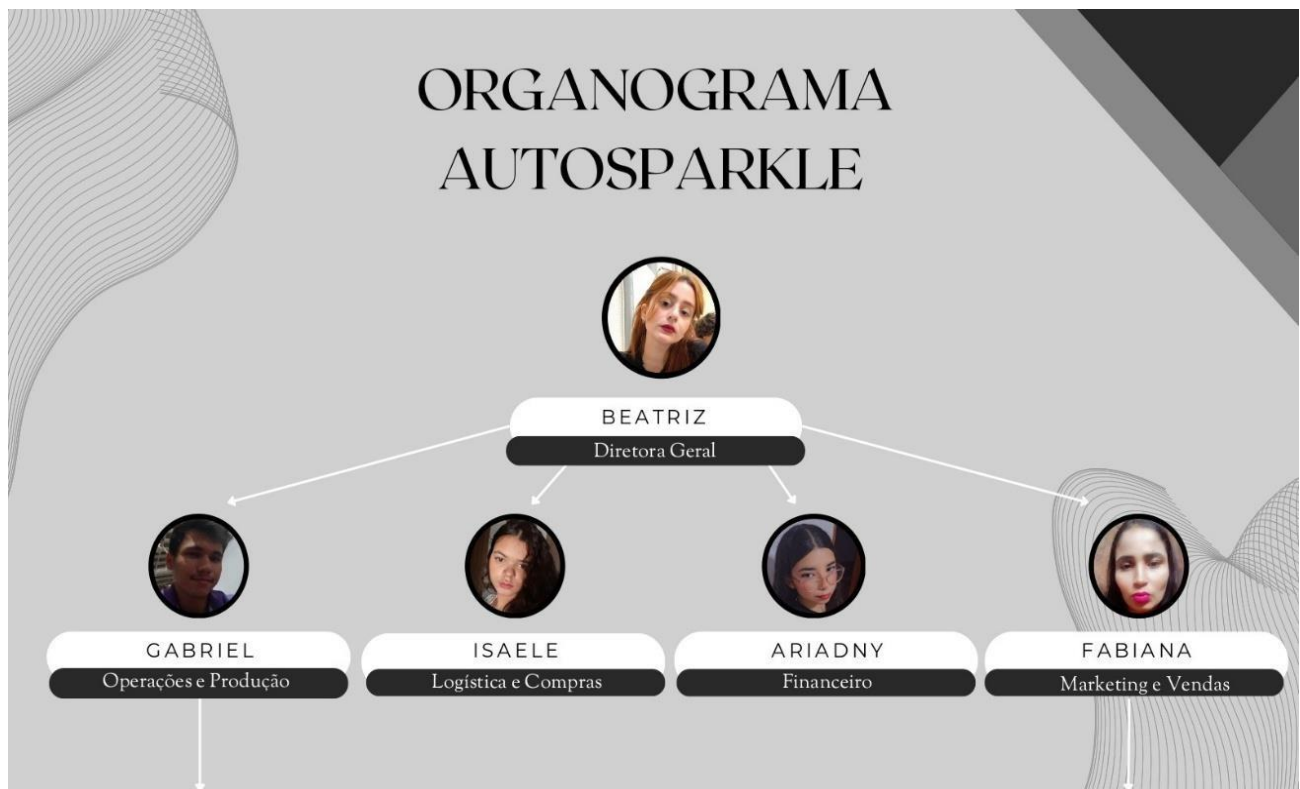 ORGANOGRAMA
AUTOSPARKLE
BEATRIZ
Diretora Geral
GABRIEL
Operações e Produção
ISAELE
Logística e Compras
ARIADNY
Financeiro
FABIANA
Marketing e Vendas